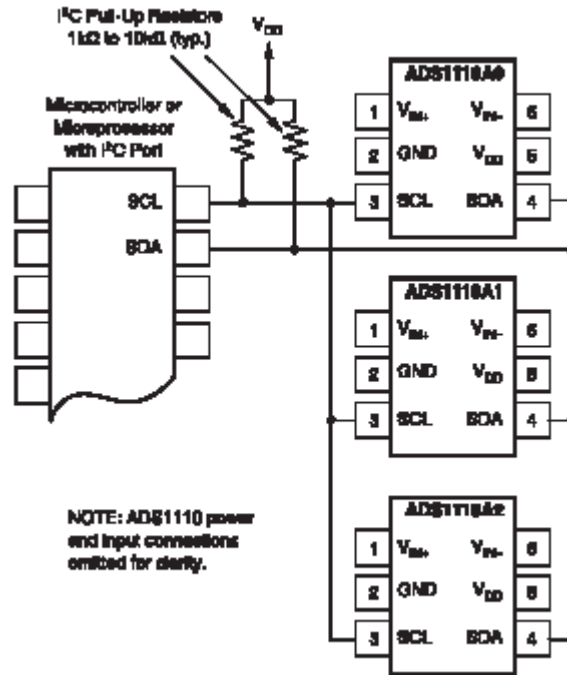 I²C Pull-Up Resistors
1kΩ to 10kΩ (typ.)
V_DD
Microcontroller or
Microprocessor
with I²C Port
SCL
SDA
ADS1110A0
1 V_IN+ V_IN- 6
2 GND V_DD 5
3 SCL SDA 4
ADS1110A1
1 V_IN+ V_IN- 6
2 GND V_DD 5
3 SCL SDA 4
ADS1110A2
1 V_IN+ V_IN- 6
2 GND V_DD 5
3 SCL SDA 4
NOTE: ADS1110 power
and input connections
omitted for clarity.